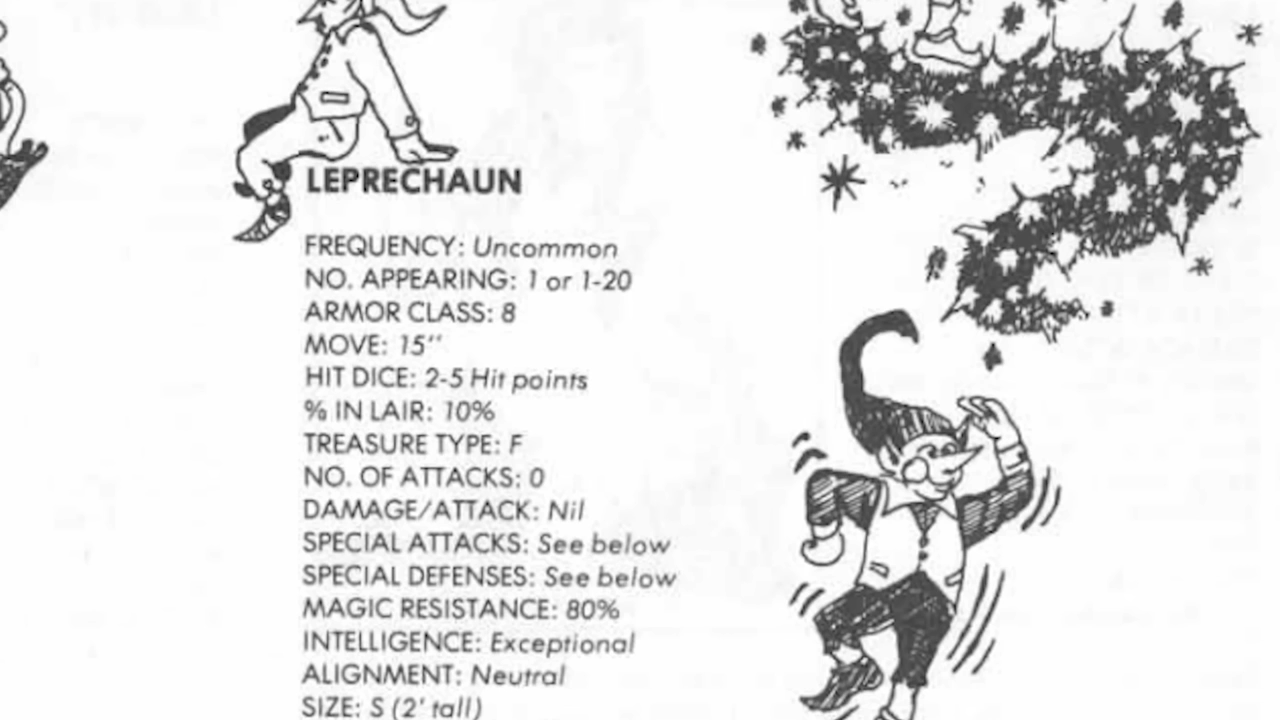 LEPRECHAUN
FREQUENCY: Uncommon
NO. APPEARING: 1 or 1-20
ARMOR CLASS: 8
MOVE: 15"
HIT DICE: 2-5 Hit points
% IN LAIR: 10%
TREASURE TYPE: F
NO. OF ATTACKS: 0
DAMAGE/ATTACK: Nil
SPECIAL ATTACKS: See below
SPECIAL DEFENSES: See below
MAGIC RESISTANCE: 80%
INTELLIGENCE: Exceptional
ALIGNMENT: Neutral
SIZE: S (2' tall)